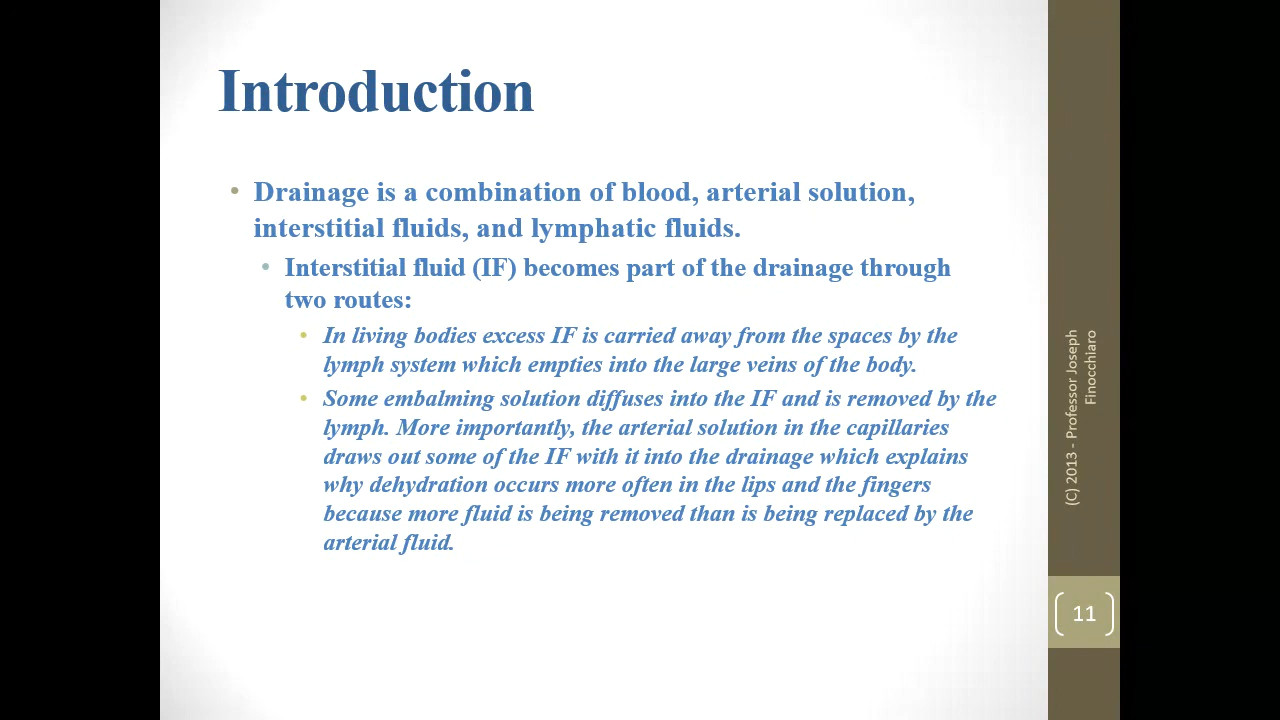 Introduction
• Drainage is a combination of blood, arterial solution,
interstitial fluids, and lymphatic fluids.
• Interstitial fluid (IF) becomes part of the drainage through
two routes:
• In living bodies excess IF is carried away from the spaces by the
lymph system which empties into the large veins of the body.
• Some embalming solution diffuses into the IF and is removed by the
lymph. More importantly, the arterial solution in the capillaries
draws out some of the IF with it into the drainage which explains
why dehydration occurs more often in the lips and the fingers
because more fluid is being removed than is being replaced by the
arterial fluid.
(C) 2013 - Professor Joseph
Finocchiaro
11